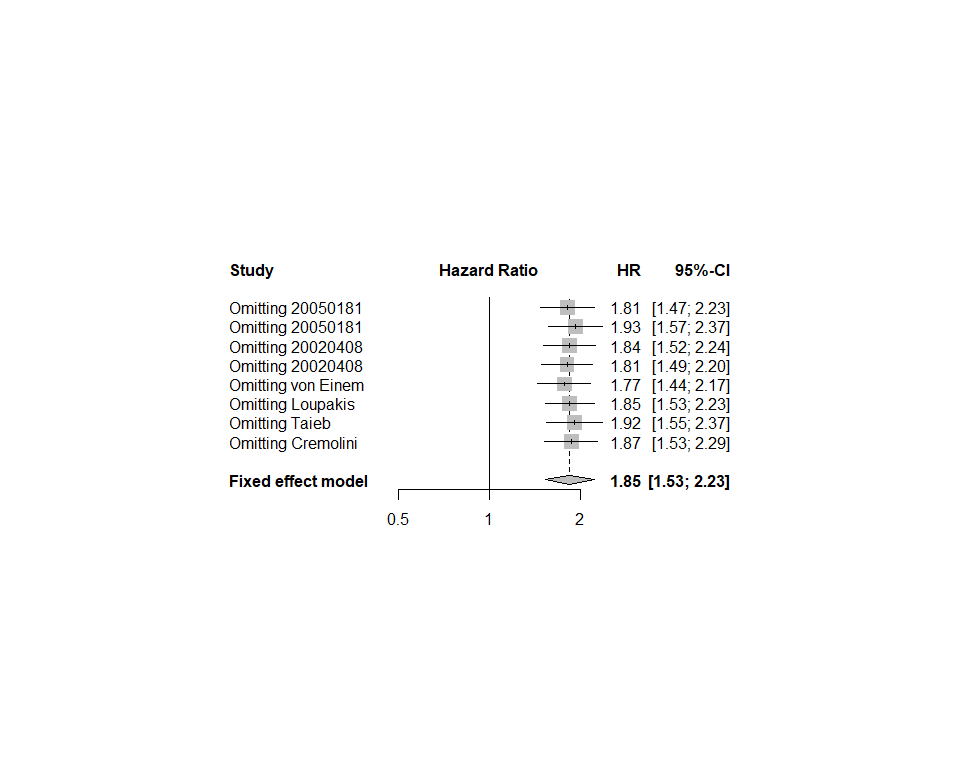 Study Hazard Ratio HR 95%-CI
Omitting 20050181 1.81 [1.47; 2.23]
Omitting 20050181 1.93 [1.57; 2.37]
Omitting 20020408 1.84 [1.52; 2.24]
Omitting 20020408 1.81 [1.49; 2.20]
Omitting von Einem 1.77 [1.44; 2.17]
Omitting Loupakis 1.85 [1.53; 2.23]
Omitting Taieb 1.92 [1.55; 2.37]
Omitting Cremolini 1.87 [1.53; 2.29]
Fixed effect model 1.85 [1.53; 2.23]
0.5 1 2